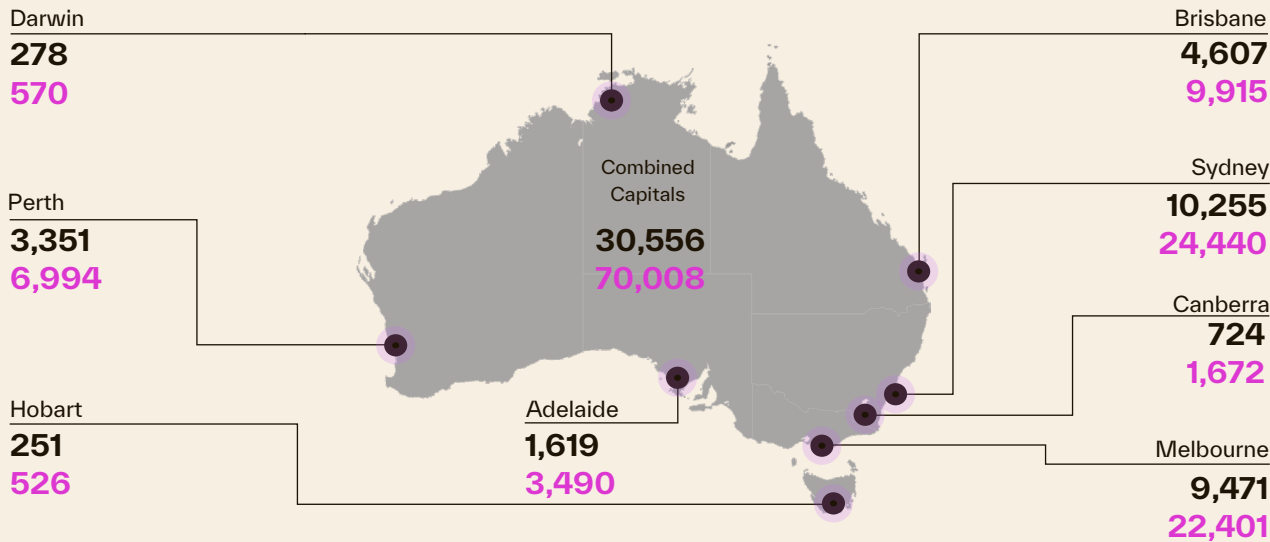 Darwin
278
570
Perth
3,351
6,994
Hobart
251
526
Combined
Capitals
30,556
70,008
Adelaide
1,619
3,490
Brisbane
4,607
9,915
Sydney
10,255
24,440
Canberra
724
1,672
Melbourne
9,471
22,401